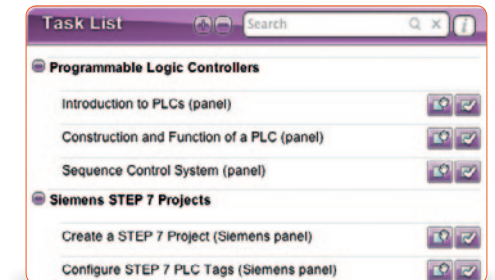 Task List
Search
Programmable Logic Controllers
Introduction to PLCs (panel)
Construction and Function of a PLC (panel)
Sequence Control System (panel)
Siemens STEP 7 Projects
Create a STEP 7 Project (Siemens panel)
Configure STEP 7 PLC Tags (Siemens panel)